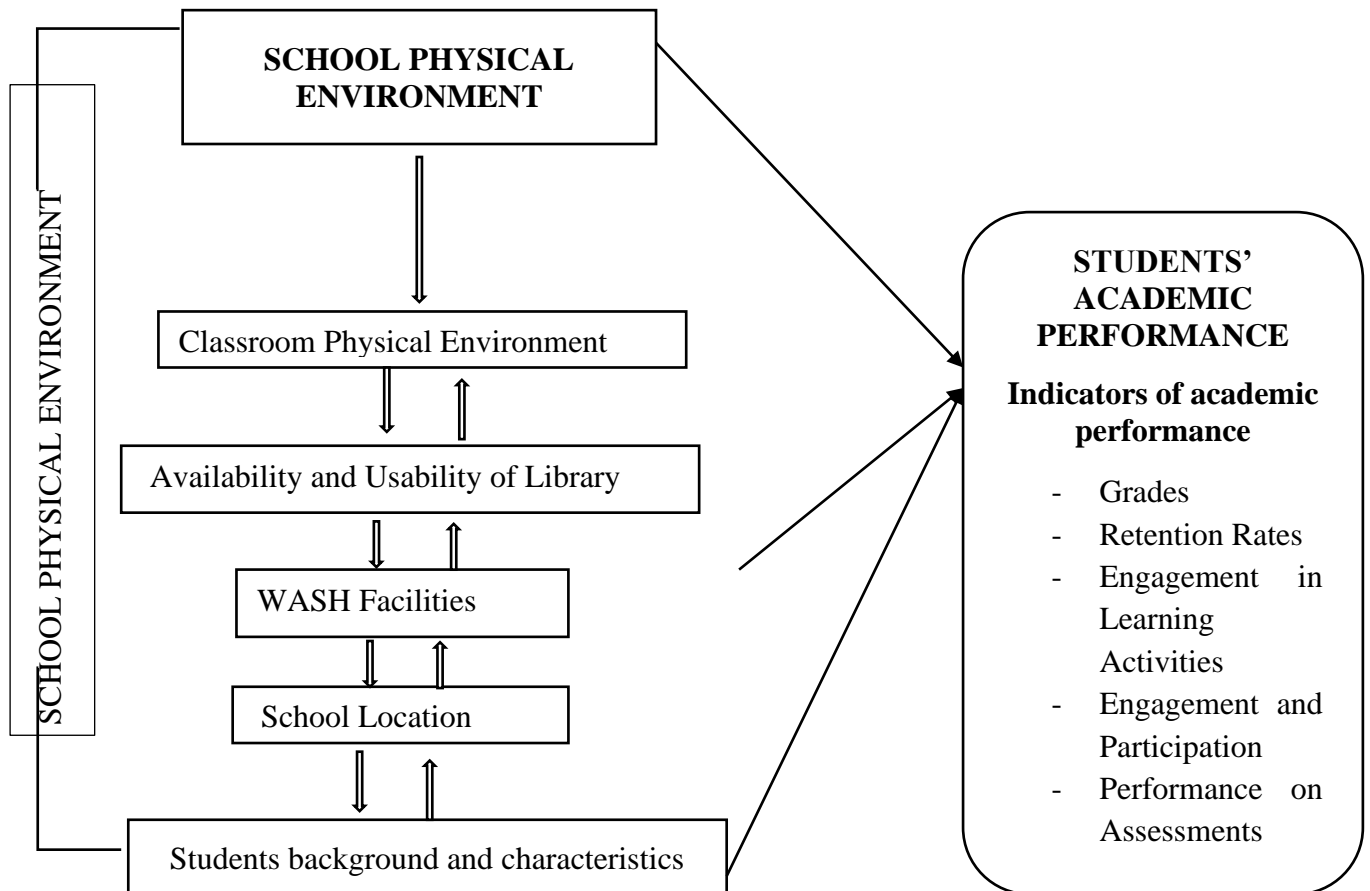 SCHOOL PHYSICAL
ENVIRONMENT
SCHOOL PHYSICAL ENVIRONMENT
Classroom Physical Environment
Availability and Usability of Library
WASH Facilities
School Location
Students background and characteristics
STUDENTS’
ACADEMIC
PERFORMANCE
Indicators of academic
performance
- Grades
- Retention Rates
- Engagement in
Learning
Activities
- Engagement and
Participation
- Performance on
Assessments